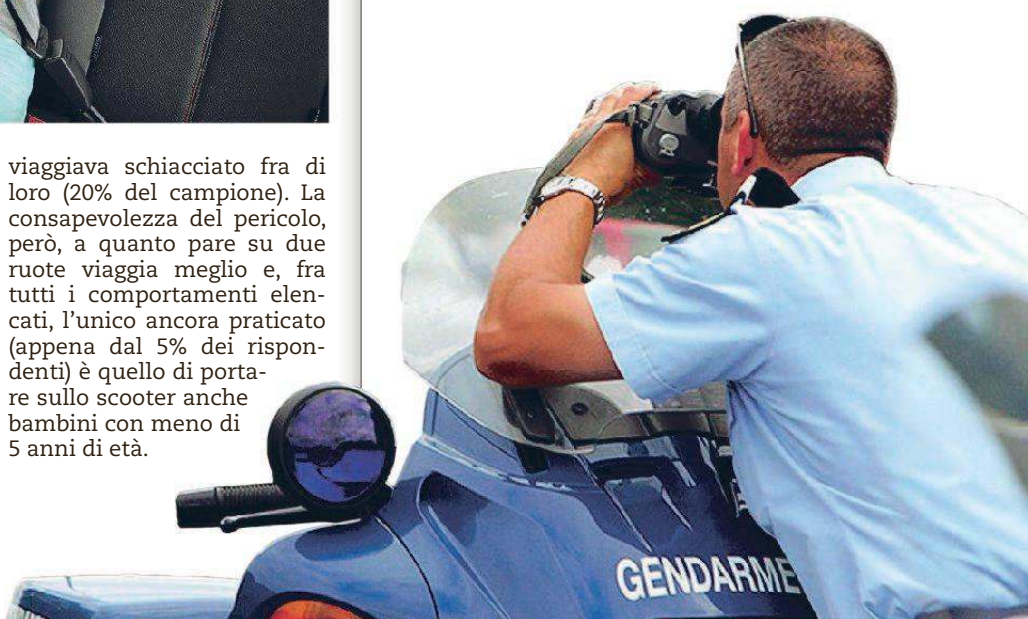 viaggiava schiacciato fra di
loro (20% del campione). La
consapevolezza del pericolo,
però, a quanto pare su due
ruote viaggia meglio e, fra
tutti i comportamenti elen-
cati, l'unico ancora praticato
(appena dal 5% dei rispon-
denti) è quello di porta-
re sullo scooter anche
bambini con meno di
5 anni di età.
GENDARME